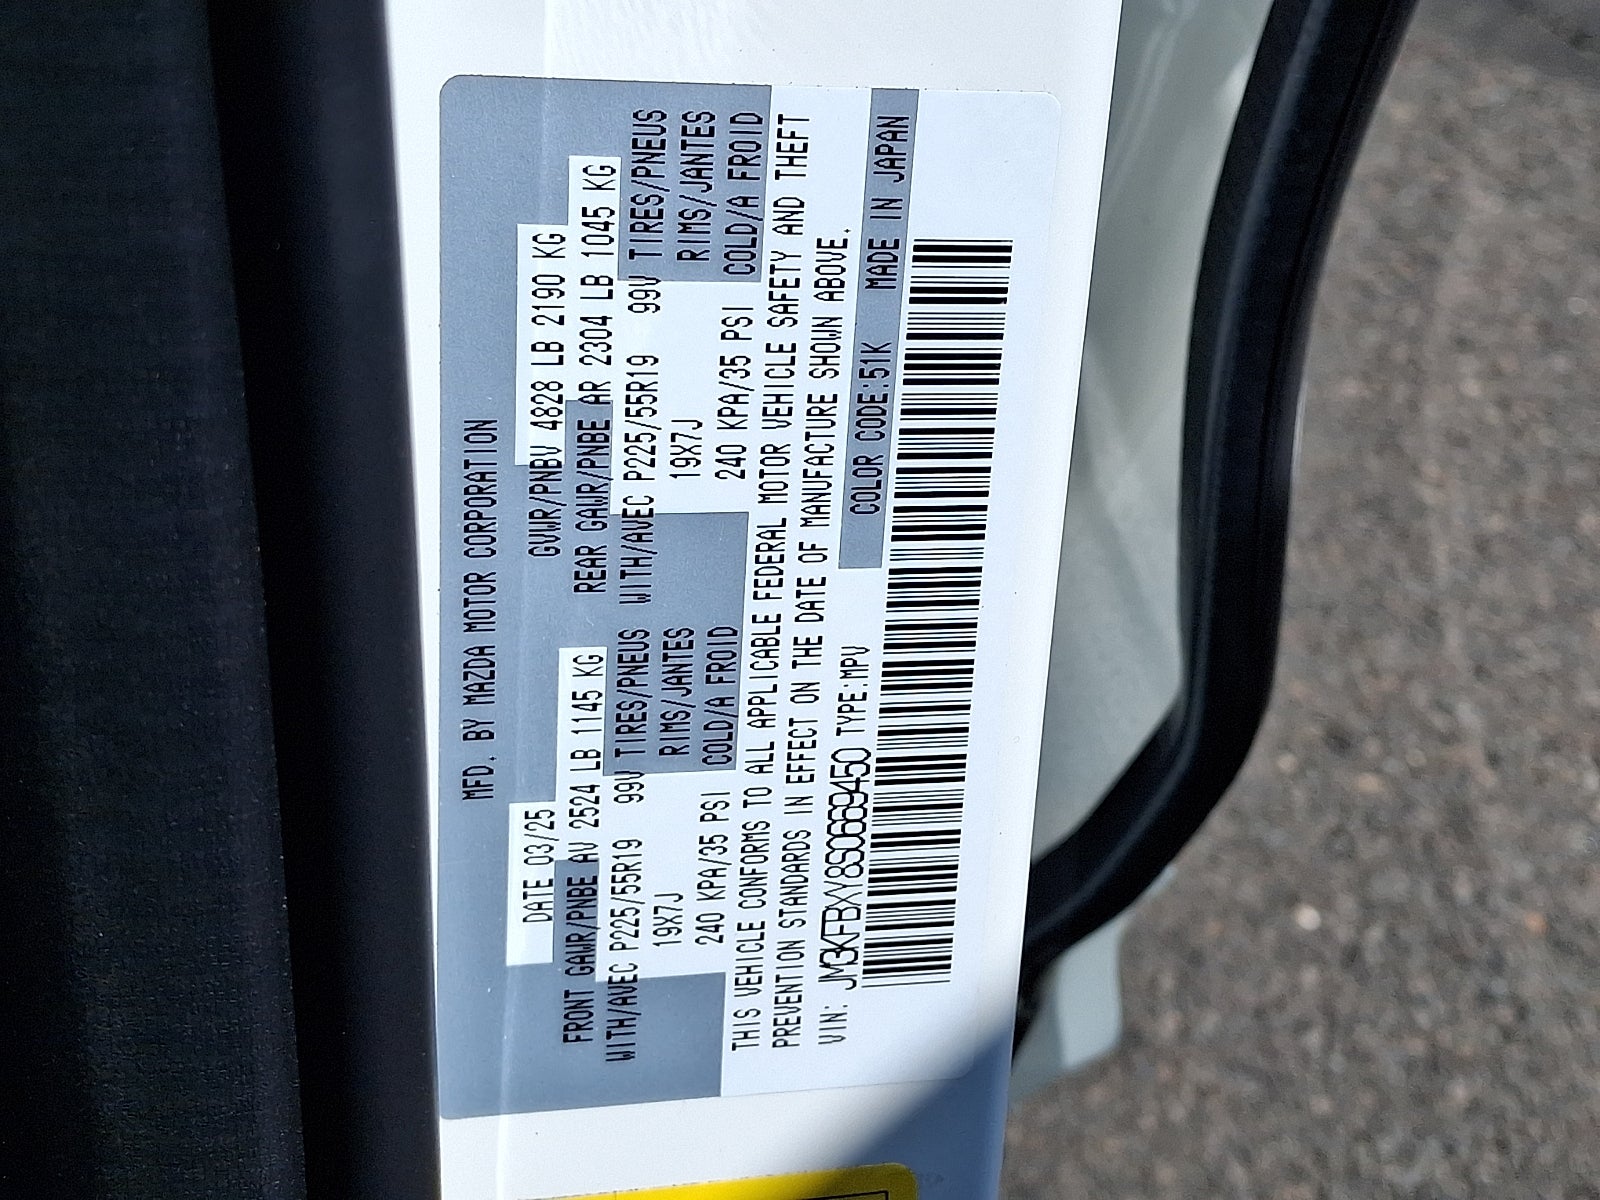 MFD. BY MAZDA MOTOR CORPORATION
DATE 03/25 GVWR/PNBV 4828 LB 2190 KG
FRONT GAWR/PNBE AV 2524 LB 1145 KG REAR GAWR/PNBE AR 2304 LB 1045 KG
WITH/AVEC P225/55R19 99V TIRES/PNEUS WITH/AVEC P225/55R19 99V TIRES/PNEUS
19X7J RIMS/JANTES 19X7J RIMS/JANTES
240 KPA/35 PSI COLD/A FROID 240 KPA/35 PSI COLD/A FROID
THIS VEHICLE CONFORMS TO ALL APPLICABLE FEDERAL MOTOR VEHICLE SAFETY AND THEFT
PREVENTION STANDARDS IN EFFECT ON THE DATE OF MANUFACTURE SHOWN ABOVE.
VIN: JM3KFBXY8S0669450 TYPE:MPV COLOR CODE:51K MADE IN JAPAN